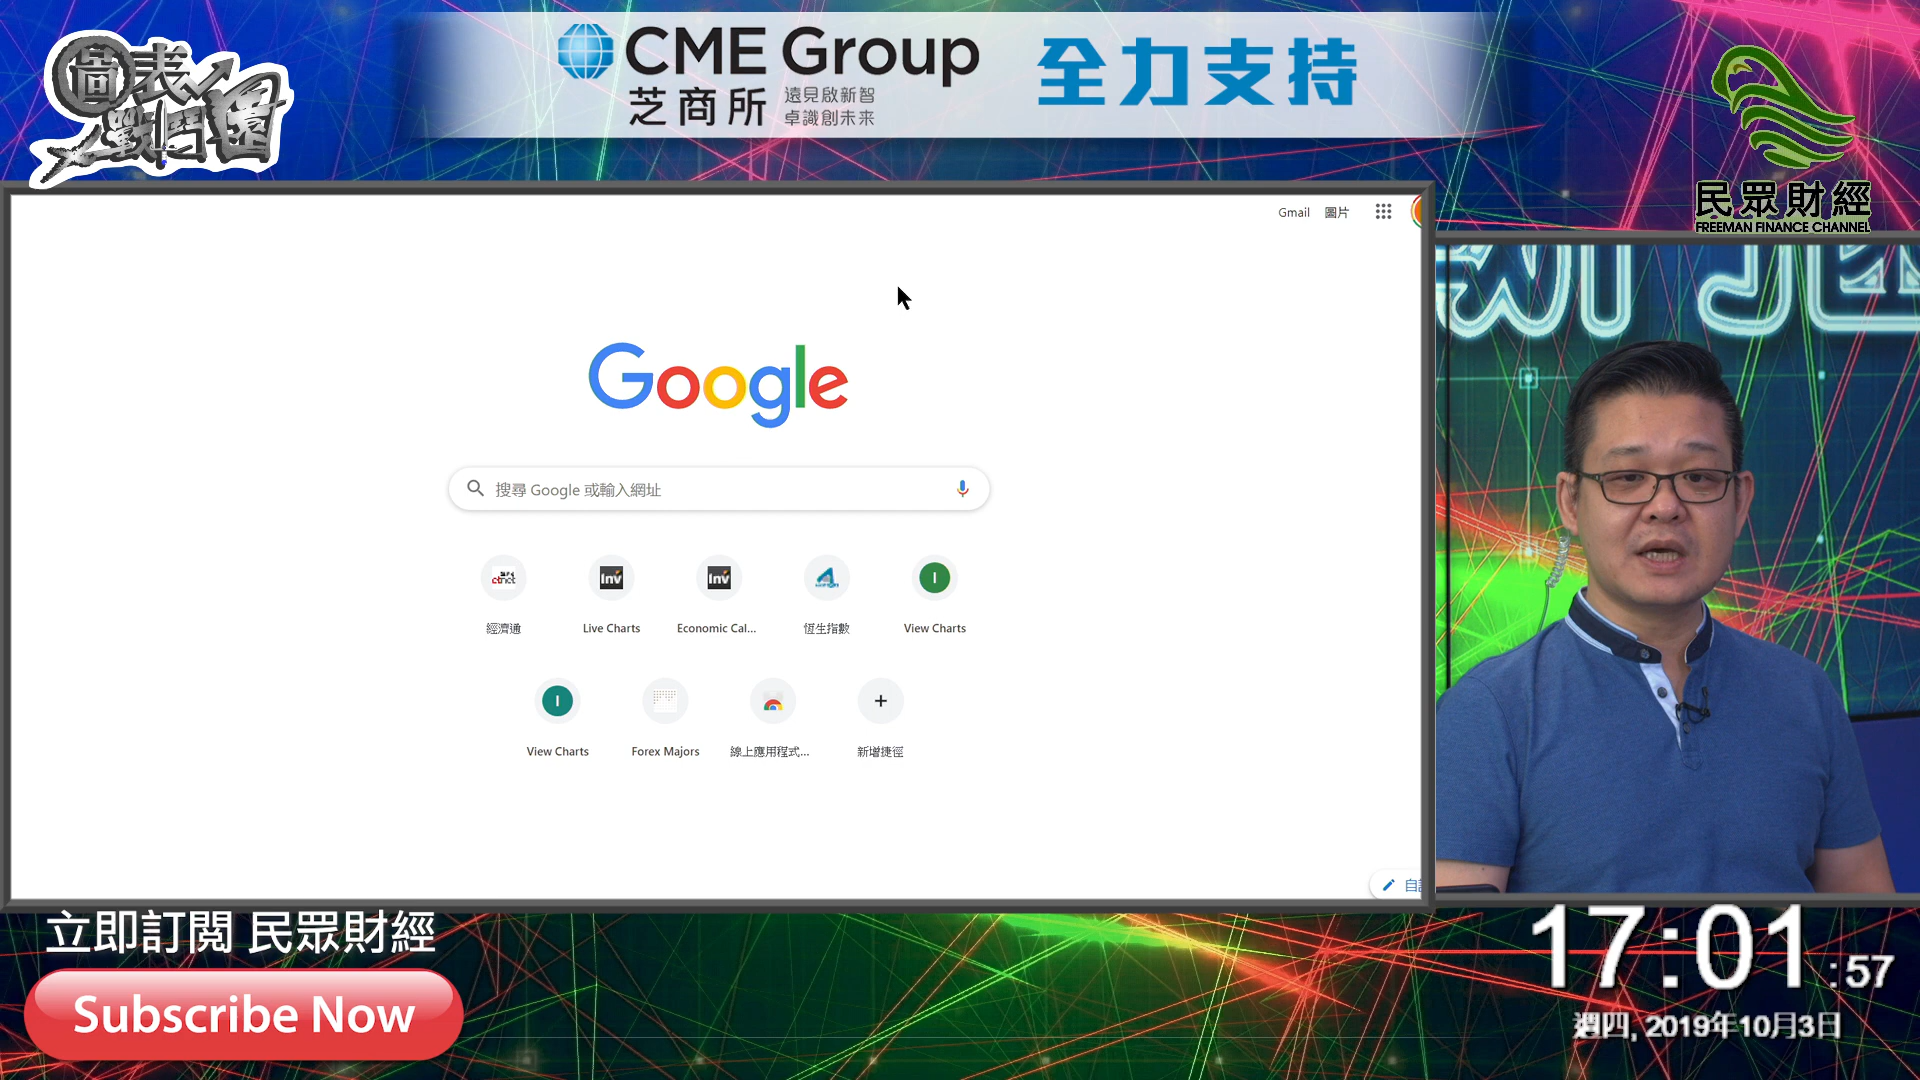 圖表
戰鬥圈
CME Group
芝商所
遠見啟新智
卓識創未來
全力支持
民眾財經
FREEMAN FINANCE CHANNEL
Gmail
圖片
Google
搜尋 Google 或輸入網址
經濟通
Live Charts
Economic Cal...
恆生指數
View Charts
View Charts
Forex Majors
線上應用程式...
新增捷徑
立即訂閱 民眾財經
Subscribe Now
17:01:57
週四, 2019年10月3日